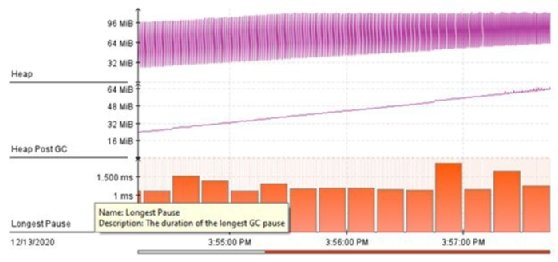 96 MiB
64 MiB
32 MiB
Heap
64 MiB
48 MiB
32 MiB
16 MiB
Heap Post GC
1.500 ms
1 ms
Name: Longest Pause
Description: The duration of the longest GC pause
Longest Pause
12/13/2020 3:55:00 PM 3:56:00 PM 3:57:00 PM